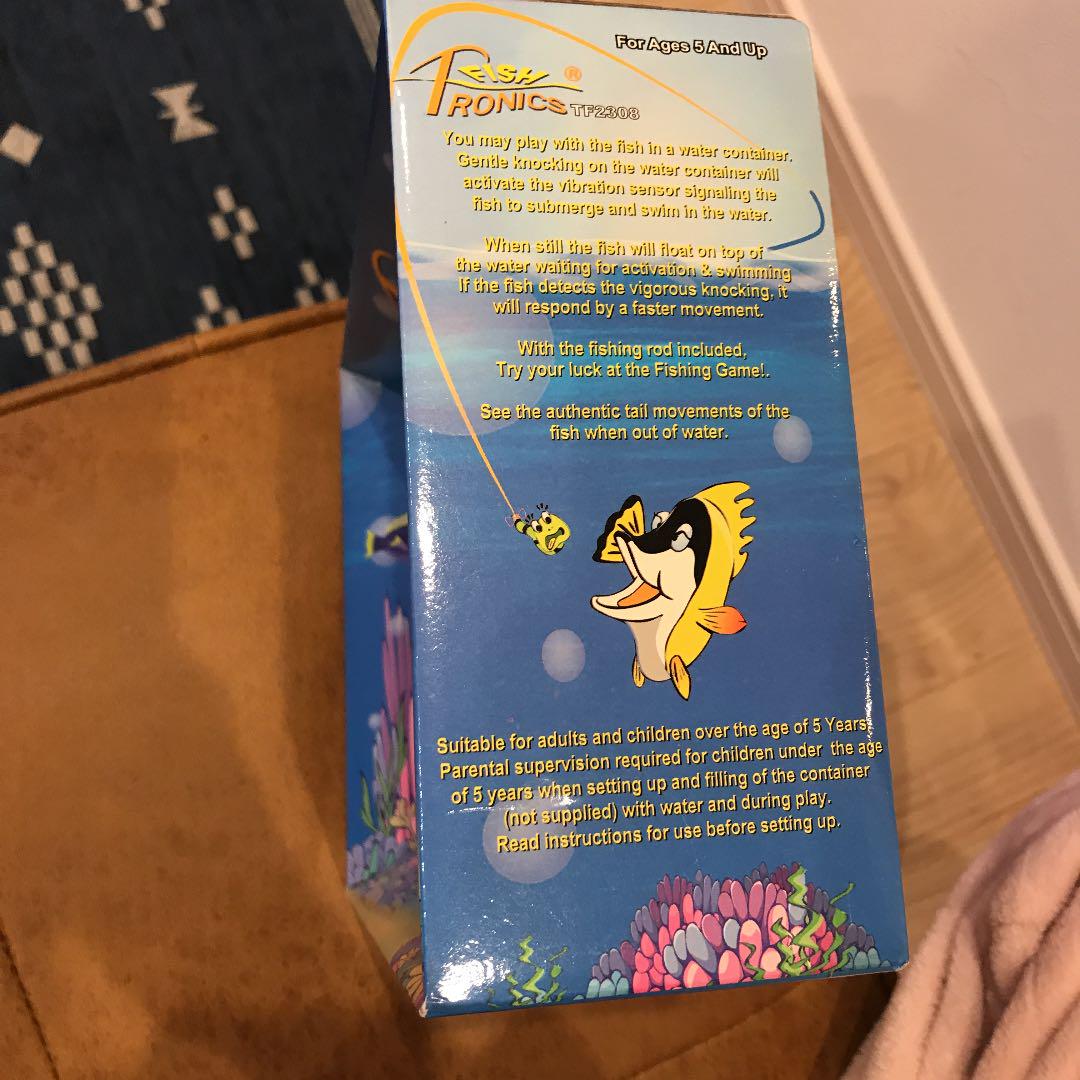 For Ages 5 And Up
FISH
TRONICS® TF2308
You may play with the fish in a water container.
Gentle knocking on the water container will
activate the vibration sensor signaling the
fish to submerge and swim in the water.
When still the fish will float on top of
the water waiting for activation & swimming
If the fish detects the vigorous knocking, it
will respond by a faster movement.
With the fishing rod included,
Try your luck at the Fishing Game!.
See the authentic tail movements of the
fish when out of water.
Suitable for adults and children over the age of 5 Years.
Parental supervision required for children under the age
of 5 years when setting up and filling of the container
(not supplied) with water and during play.
Read instructions for use before setting up.